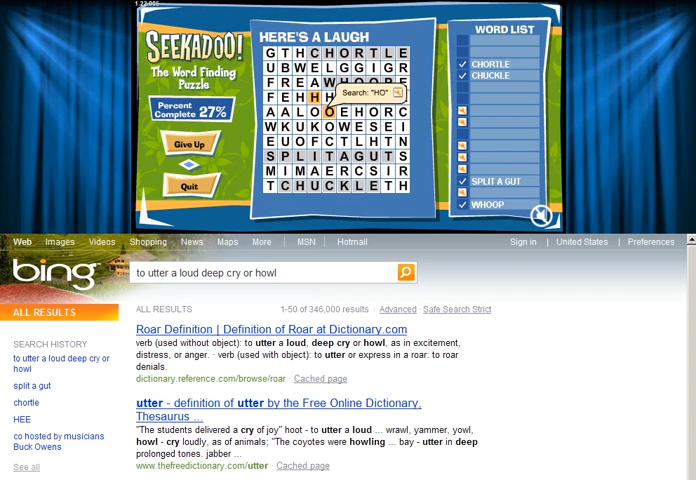 1.22.005
SEEKADOO!
The Word Finding
Puzzle
Percent
Complete 27%
Give Up
Quit
HERE'S A LAUGH
G T H C H O R T L E
U B W E L G G I G R
F R E A W H O O P E
F E H H H
A A L O O E H O R C
W K U K O W E S E I
E U O F C T L H T N
S P L I T A G U T S
M I M A E R C S I R
T C H U C K L E T H
Search: "HO"
WORD LIST
CHORTLE
CHUCKLE
SPLIT A GUT
WHOOP
Web Images Videos Shopping News Maps More MSN Hotmail Sign in United States Preferences
bing
to utter a loud deep cry or howl
ALL RESULTS
SEARCH HISTORY
to utter a loud deep cry or
howl
split a gut
chortle
HEE
co hosted by musicians
Buck Owens
See all
ALL RESULTS 1-50 of 346,000 results · Advanced · Safe Search Strict
Roar Definition | Definition of Roar at Dictionary.com
verb (used without object): to utter a loud, deep cry or howl, as in excitement,
distress, or anger. · verb (used with object): to utter or express in a roar: to roar
denials.
dictionary.reference.com/browse/roar · Cached page
utter - definition of utter by the Free Online Dictionary,
Thesaurus ...
"The students delivered a cry of joy" hoot - to utter a loud ... wrawl, yammer, yowl,
howl - cry loudly, as of animals; "The coyotes were howling ... bay - utter in deep
prolonged tones. jabber ...
www.thefreedictionary.com/utter · Cached page